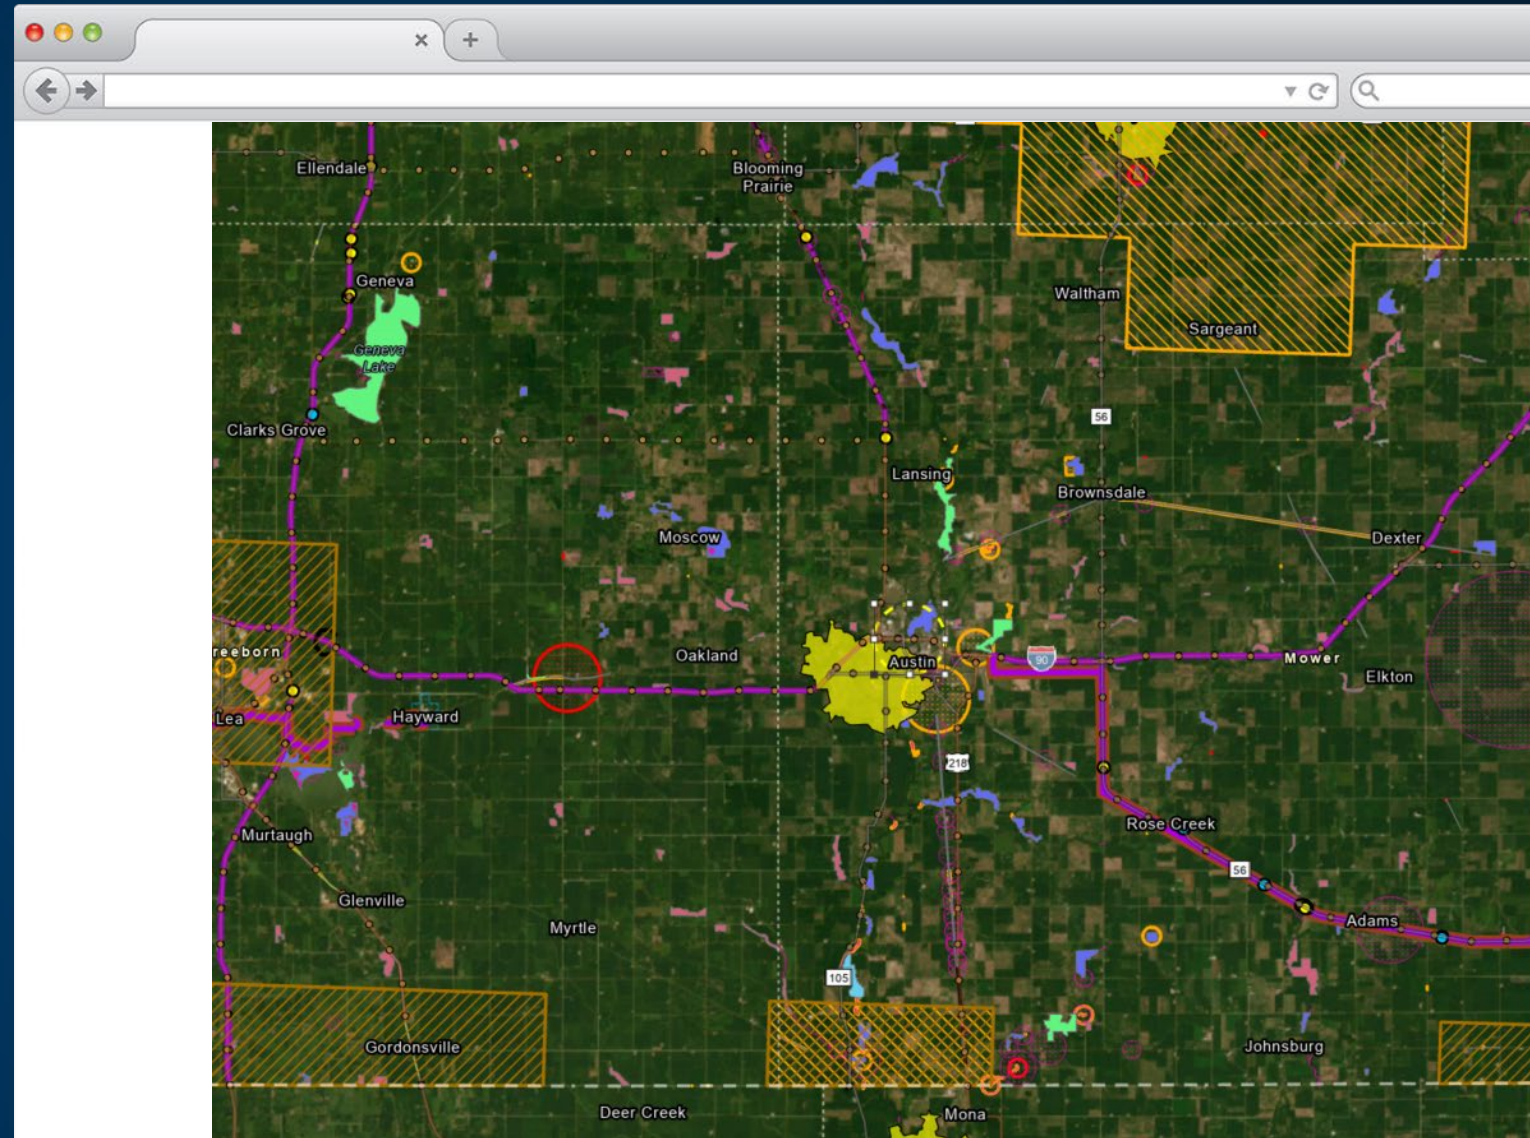 Ellendale
Blooming
Prairie
Geneva
Waltham
Sargeant
Geneva
Lake
56
Clarks Grove
Lansing
Brownsdale
Moscow
Dexter
reeborn
Oakland
Austin
90
Mower
Elkton
Lea
Hayward
218
Rose Creek
Murtaugh
56
Glenville
Adams
Myrtle
105
Gordonsville
Johnsburg
Deer Creek
Mona